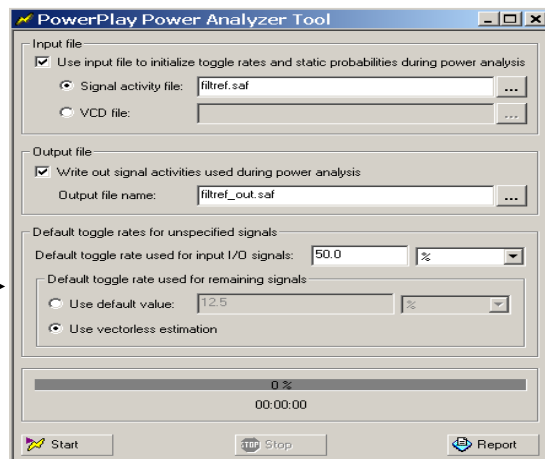 PowerPlay Power Analyzer Tool
Input file
Use input file to initialize toggle rates and static probabilities during power analysis
Signal activity file: filtref.saf ...
VCD file: ...
Output file
Write out signal activities used during power analysis
Output file name: filtref_out.saf ...
Default toggle rates for unspecified signals
Default toggle rate used for input I/O signals: 50.0 %
Default toggle rate used for remaining signals
Use default value: 12.5 %
Use vectorless estimation
0 %
00:00:00
Start STOP Stop Report